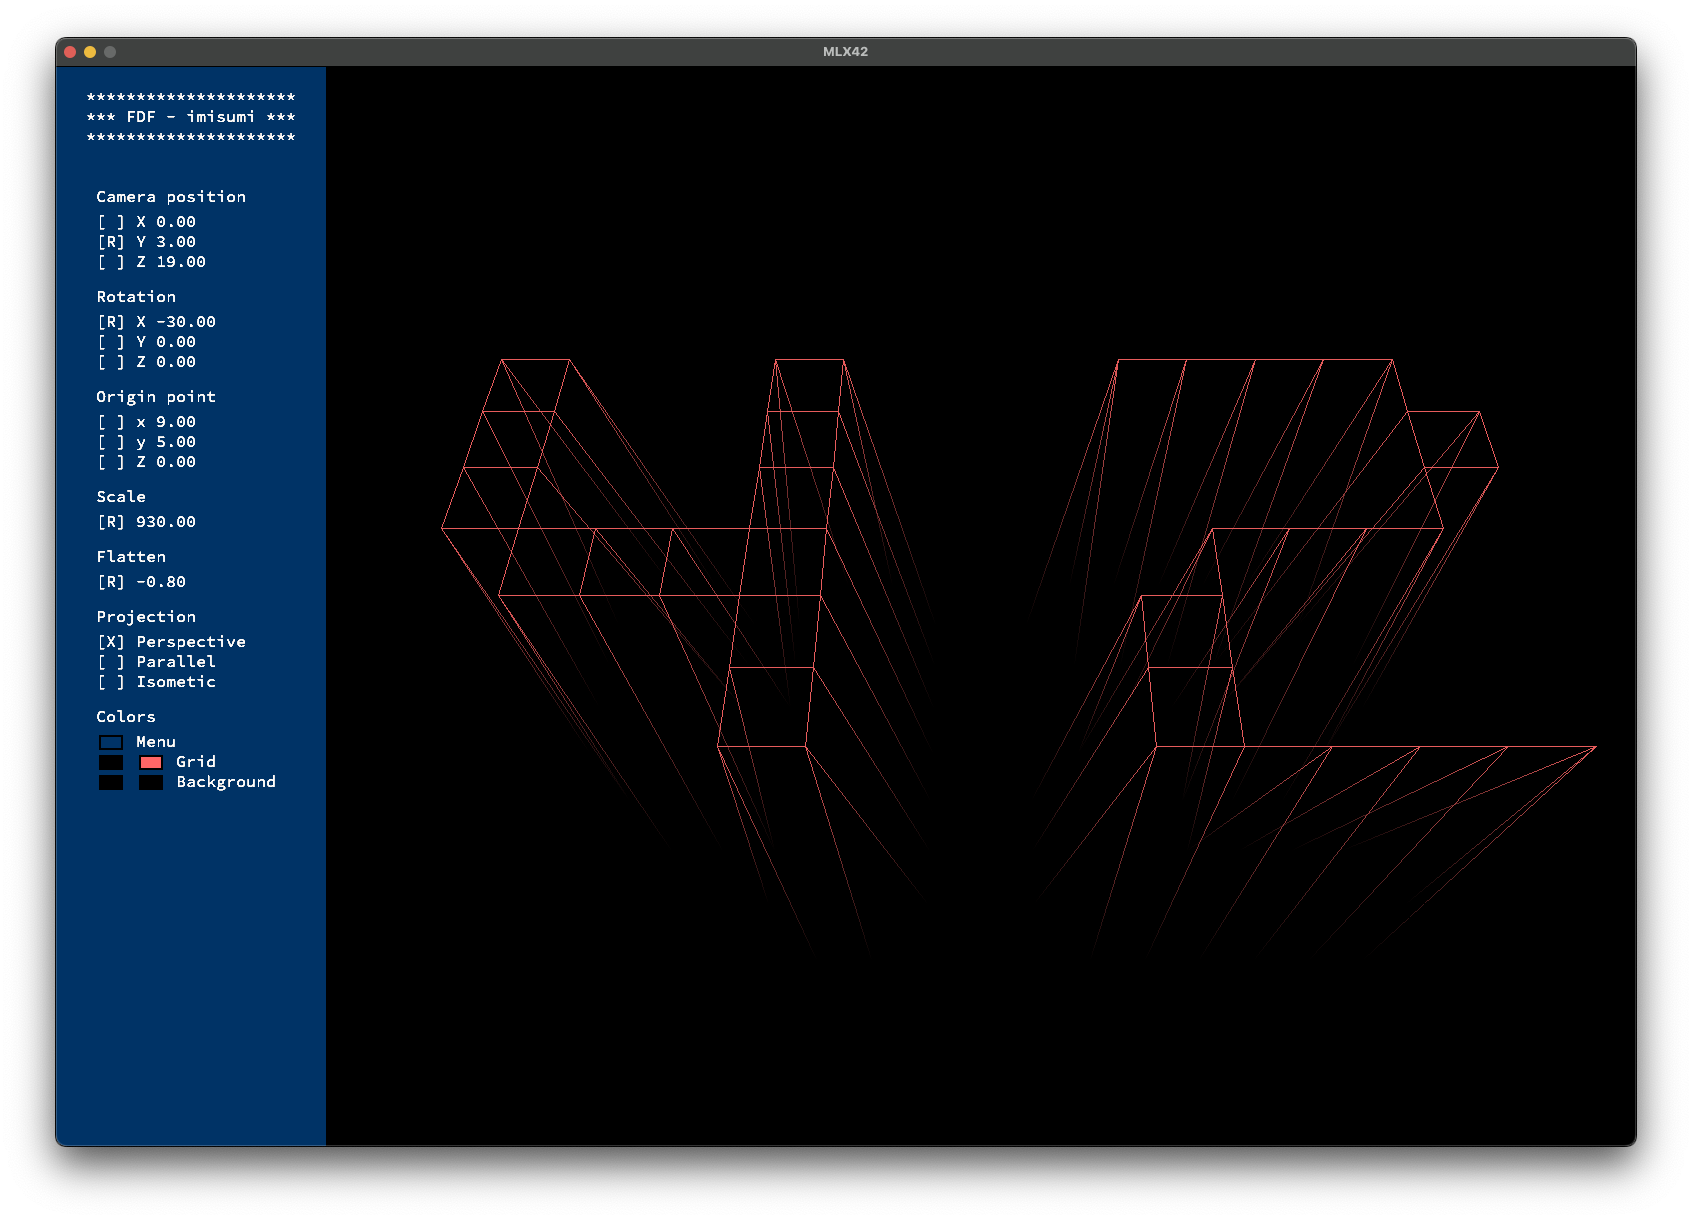 MLX42
*********************
*** FDF - imisumi ***
*********************
Camera position
[ ] X 0.00
[R] Y 3.00
[ ] Z 19.00
Rotation
[R] X -30.00
[ ] Y 0.00
[ ] Z 0.00
Origin point
[ ] x 9.00
[ ] y 5.00
[ ] Z 0.00
Scale
[R] 930.00
Flatten
[R] -0.80
Projection
[X] Perspective
[ ] Parallel
[ ] Isometic
Colors
Menu
Grid
Background
42